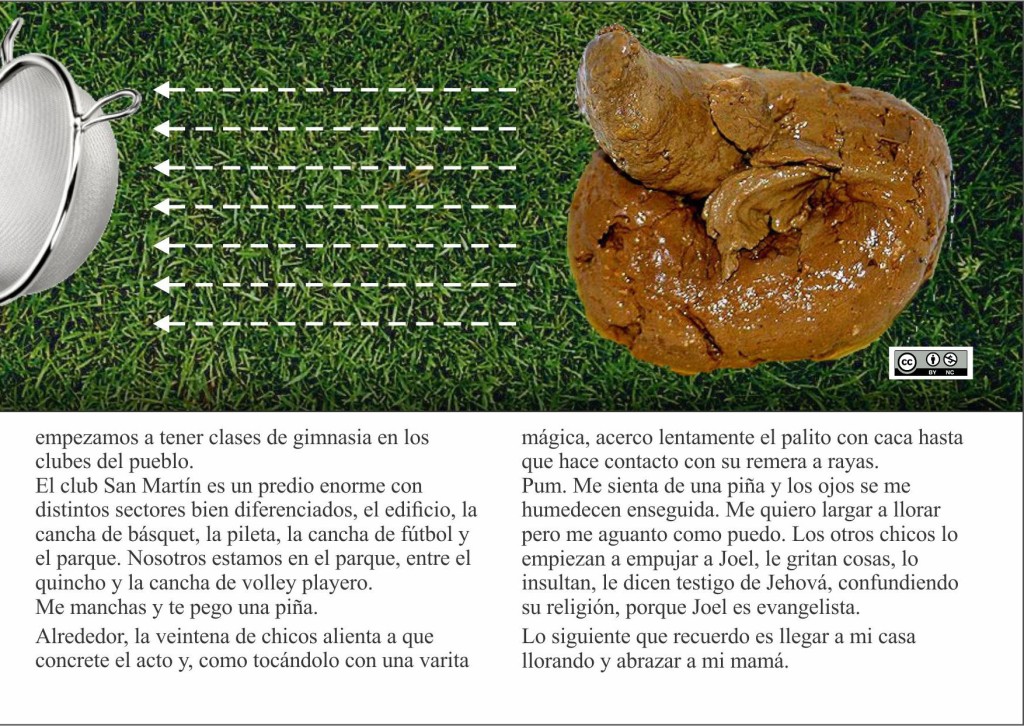 cc
BY NC
empezamos a tener clases de gimnasia en los
clubes del pueblo.
El club San Martín es un predio enorme con
distintos sectores bien diferenciados, el edificio, la
cancha de básquet, la pileta, la cancha de fútbol y
el parque. Nosotros estamos en el parque, entre el
quincho y la cancha de volley playero.
Me manchas y te pego una piña.
Alrededor, la veintena de chicos alienta a que
concrete el acto y, como tocándolo con una varita
mágica, acerco lentamente el palito con caca hasta
que hace contacto con su remera a rayas.
Pum. Me sienta de una piña y los ojos se me
humedecen enseguida. Me quiero largar a llorar
pero me aguanto como puedo. Los otros chicos lo
empiezan a empujar a Joel, le gritan cosas, lo
insultan, le dicen testigo de Jehová, confundiendo
su religión, porque Joel es evangelista.
Lo siguiente que recuerdo es llegar a mi casa
llorando y abrazar a mi mamá.